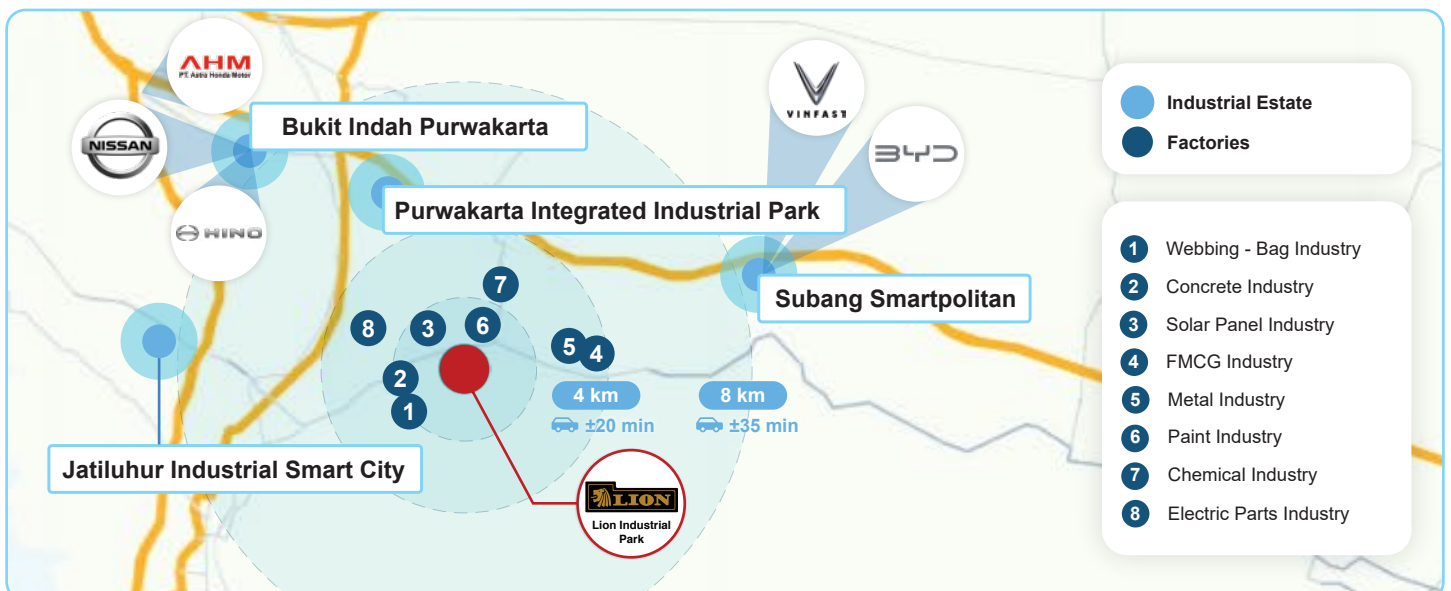 AHM
PT. Astra Honda Motor
NISSAN
HINO
Bukit Indah Purwakarta
Purwakarta Integrated Industrial Park
VINFAST
BYD
Subang Smartpolitan
Jatiluhur Industrial Smart City
7
8
3
6
5
4
2
1
4 km
±20 min
8 km
±35 min
LION
Lion Industrial
Park
Industrial Estate
Factories
1 Webbing - Bag Industry
2 Concrete Industry
3 Solar Panel Industry
4 FMCG Industry
5 Metal Industry
6 Paint Industry
7 Chemical Industry
8 Electric Parts Industry